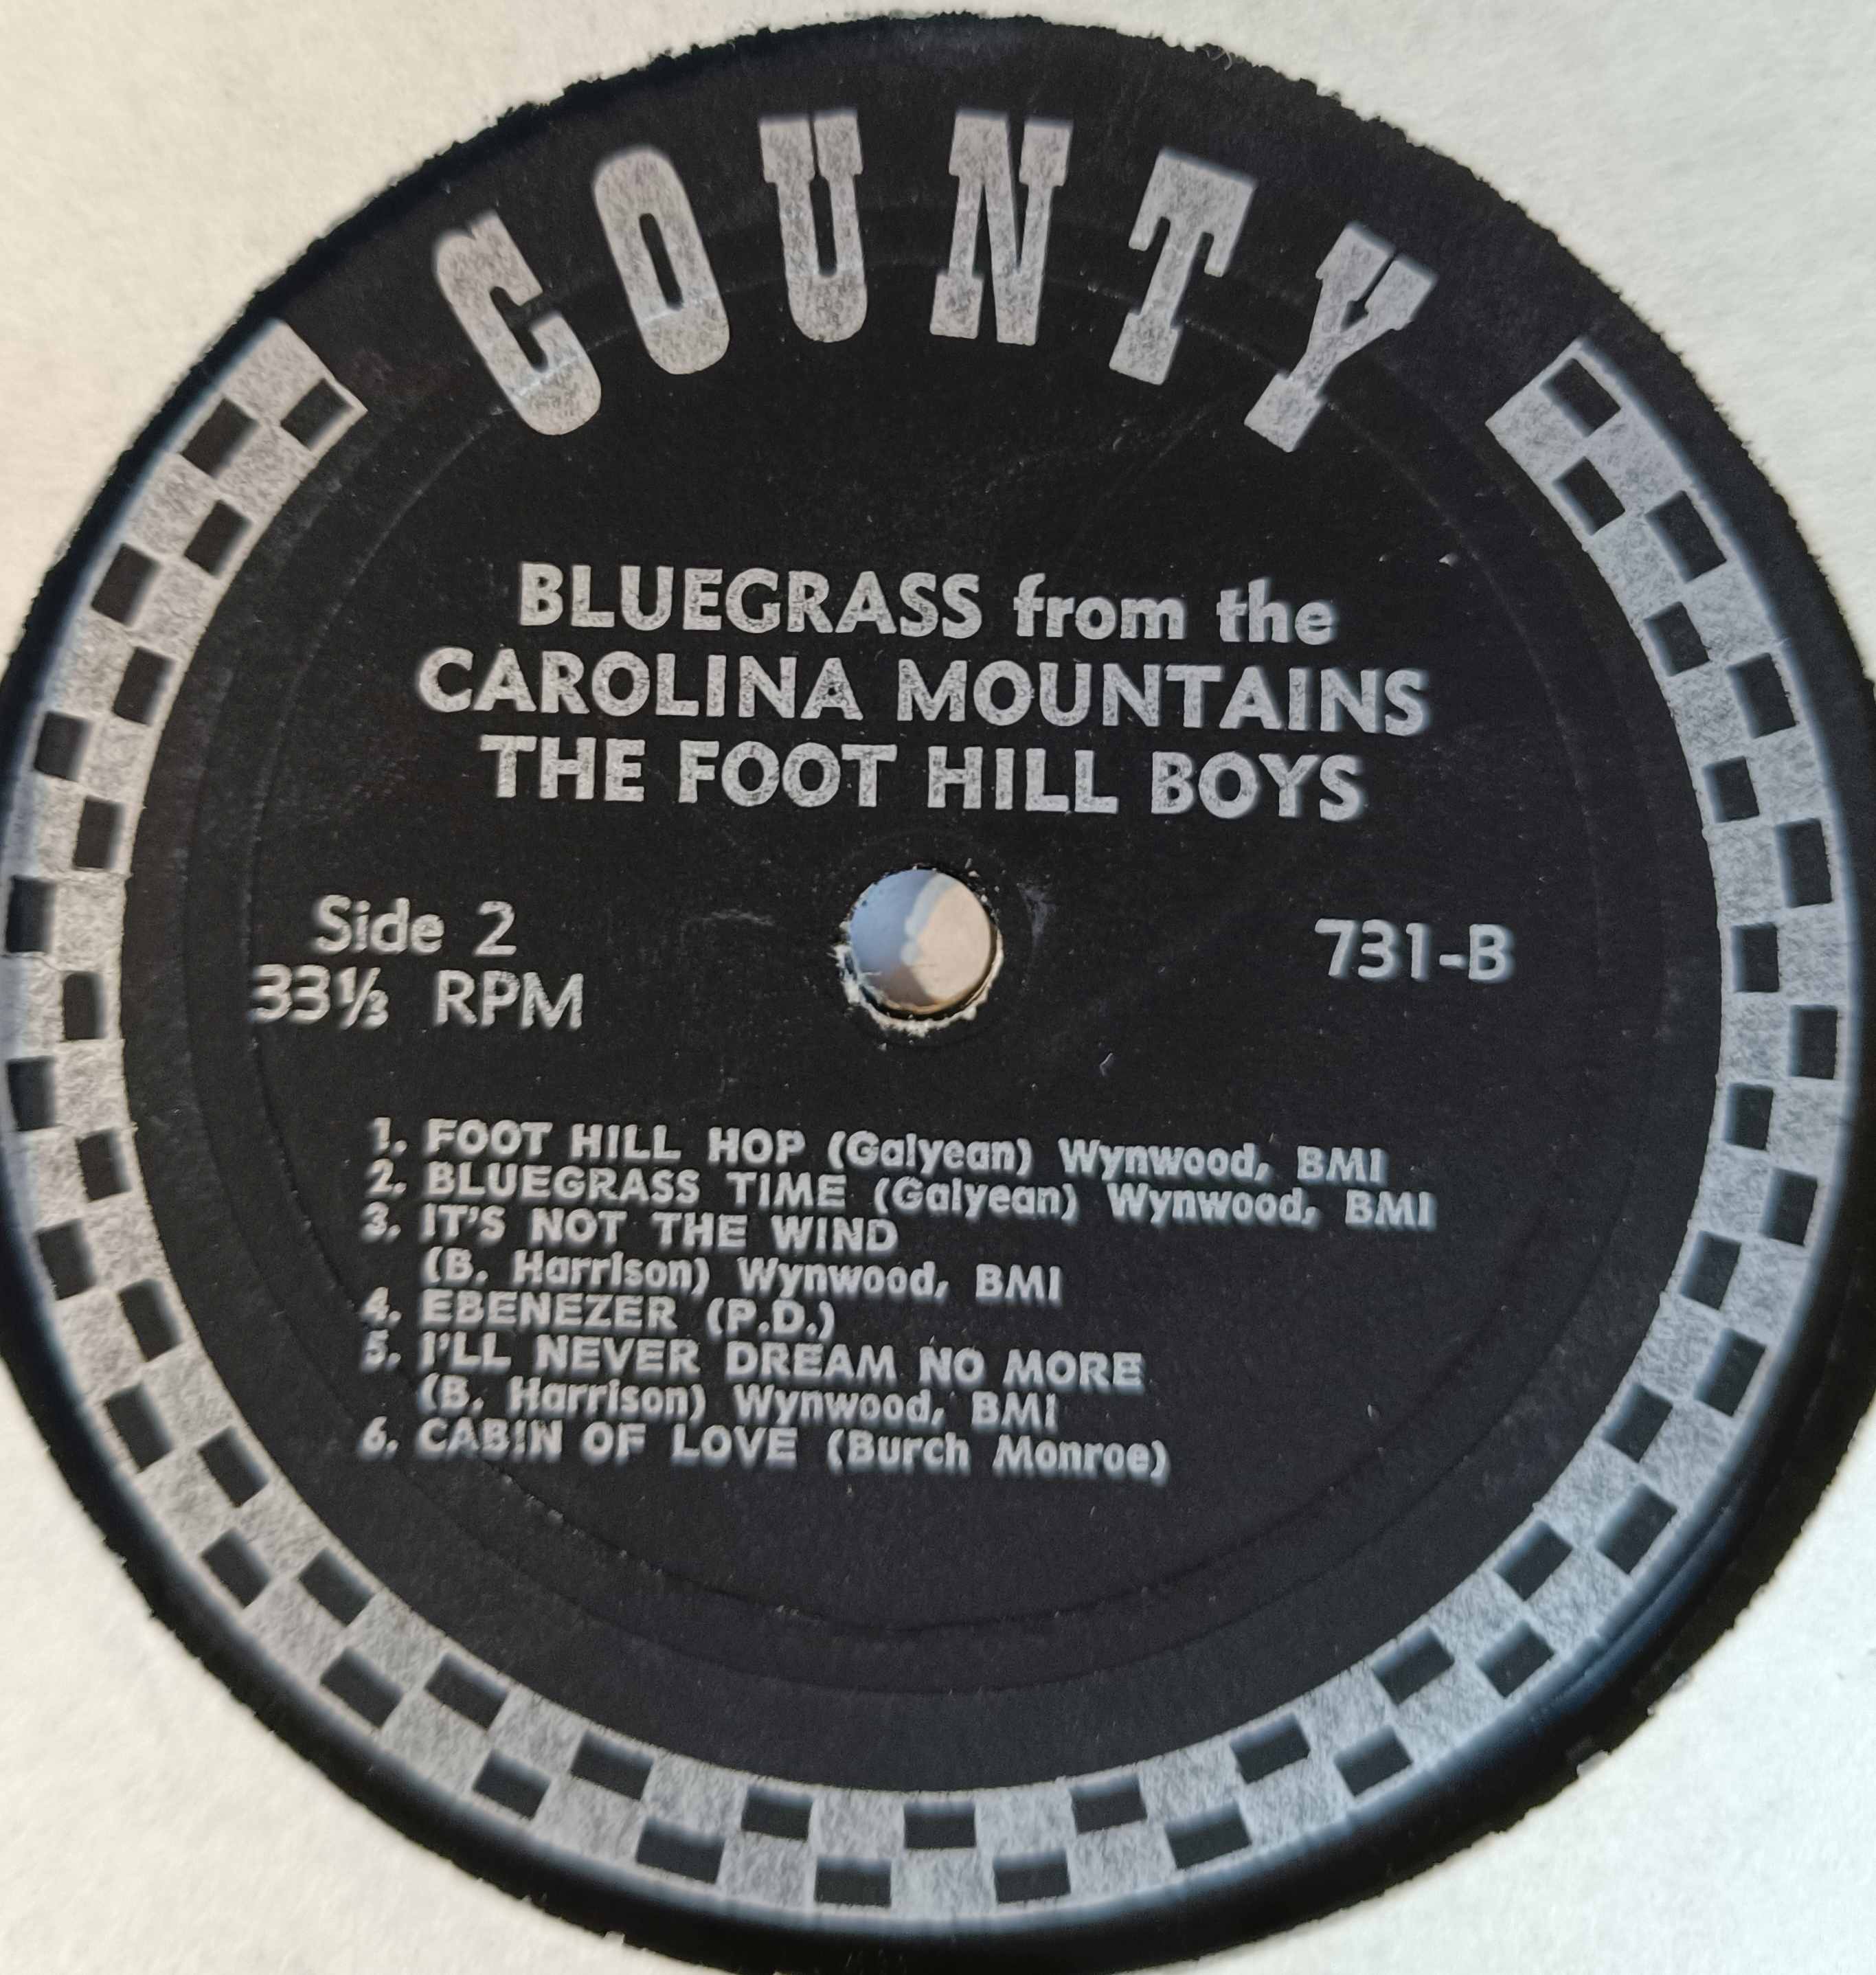 COUNTY
BLUEGRASS from the
CAROLINA MOUNTAINS
THE FOOT HILL BOYS
Side 2
33⅓ RPM
731-B
1. FOOT HILL HOP (Galyean) Wynwood, BMI
2. BLUEGRASS TIME (Galyean) Wynwood, BMI
3. IT'S NOT THE WIND
(B. Harrison) Wynwood, BMI
4. EBENEZER (P.D.)
5. I'LL NEVER DREAM NO MORE
(B. Harrison) Wynwood, BMI
6. CABIN OF LOVE (Burch Monroe)